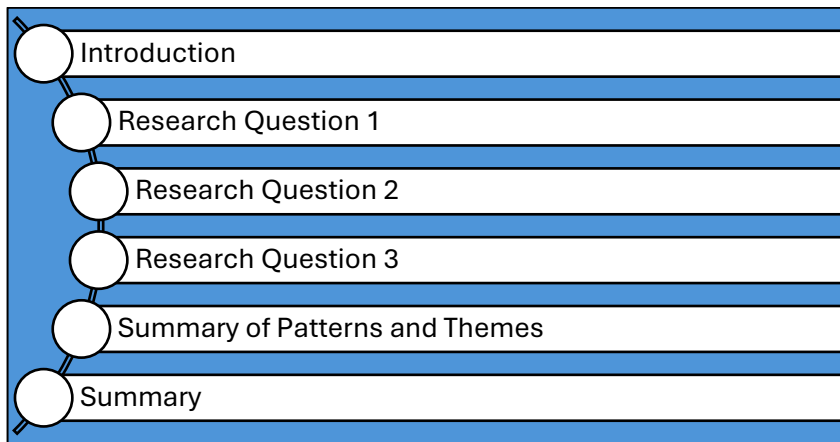 Introduction
Research Question 1
Research Question 2
Research Question 3
Summary of Patterns and Themes
Summary